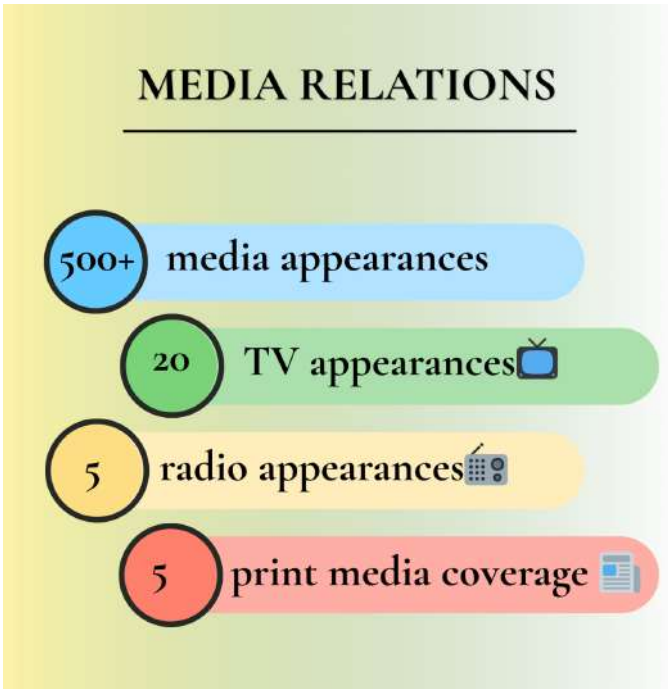 MEDIA RELATIONS
500+ media appearances
20 TV appearances
5 radio appearances
5 print media coverage